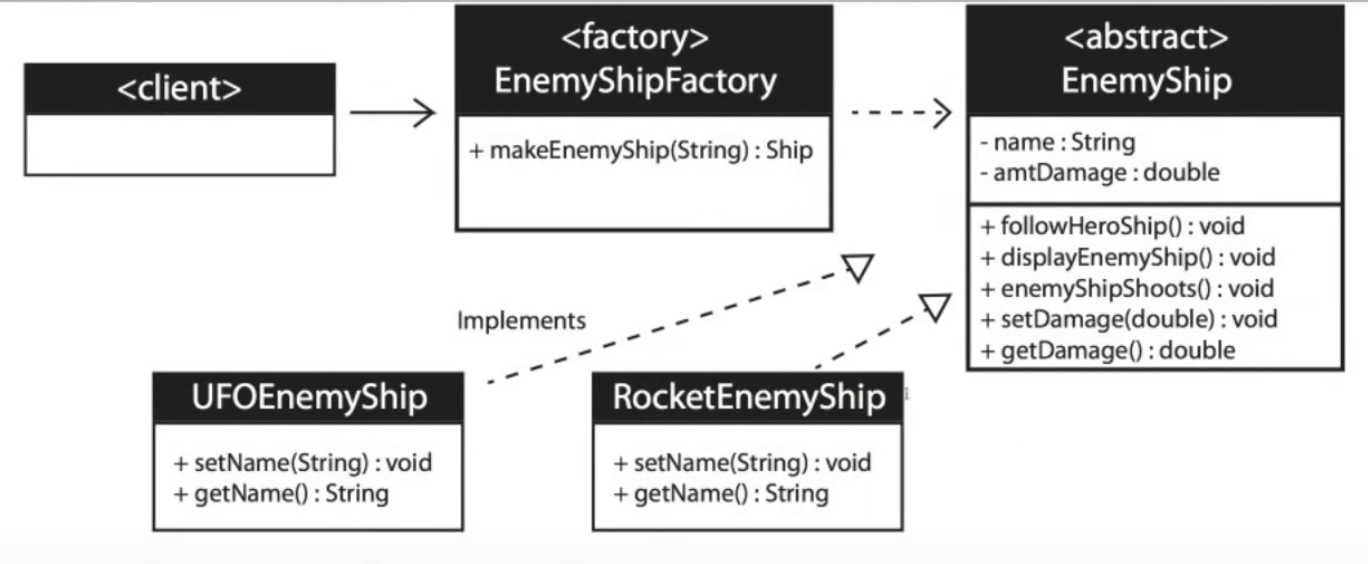 <client>
<factory>
EnemyShipFactory
+ makeEnemyShip(String) : Ship
<abstract>
EnemyShip
- name : String
- amtDamage : double
+ followHeroShip() : void
+ displayEnemyShip() : void
+ enemyShipShoots() : void
+ setDamage(double) : void
+ getDamage() : double
Implements
UFOEnemyShip
+ setName(String) : void
+ getName() : String
RocketEnemyShip
+ setName(String) : void
+ getName() : String